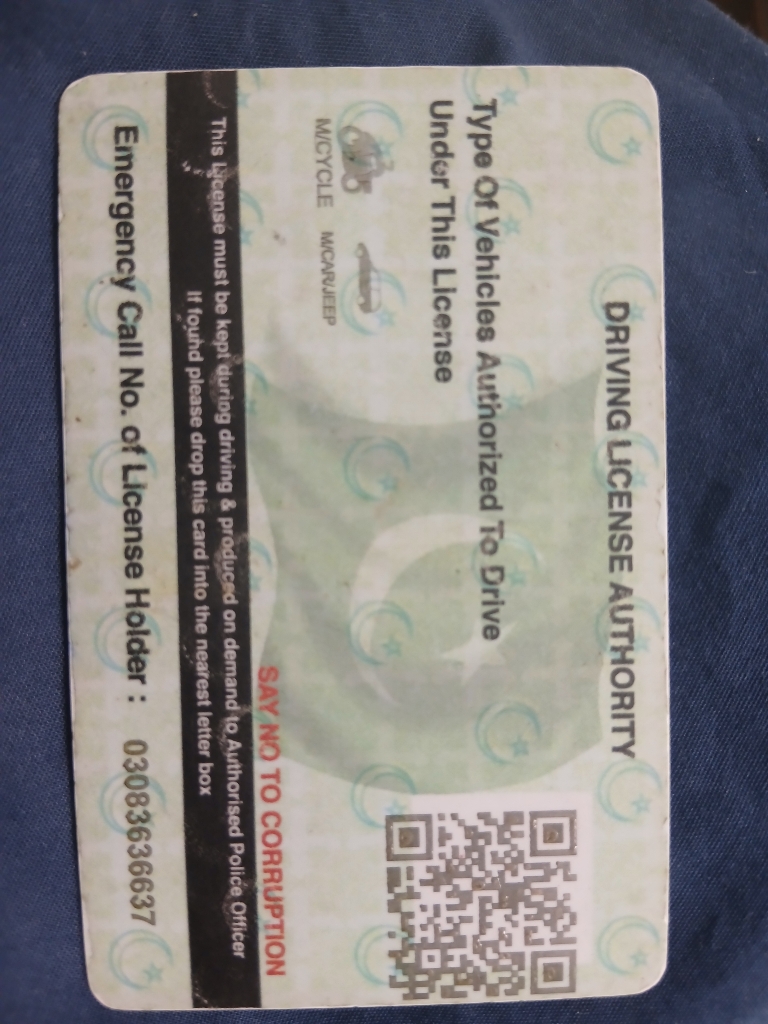 DRIVING LICENSE AUTHORITY
Type Of Vehicles Authorized To Drive
Under This License
M/CYCLE M/CAR/JEEP
SAY NO TO CORRUPTION
This License must be kept during driving & produced on demand to Authorised Police Officer
If found please drop this card into the nearest letter box
Emergency Call No. of License Holder : 03083636637